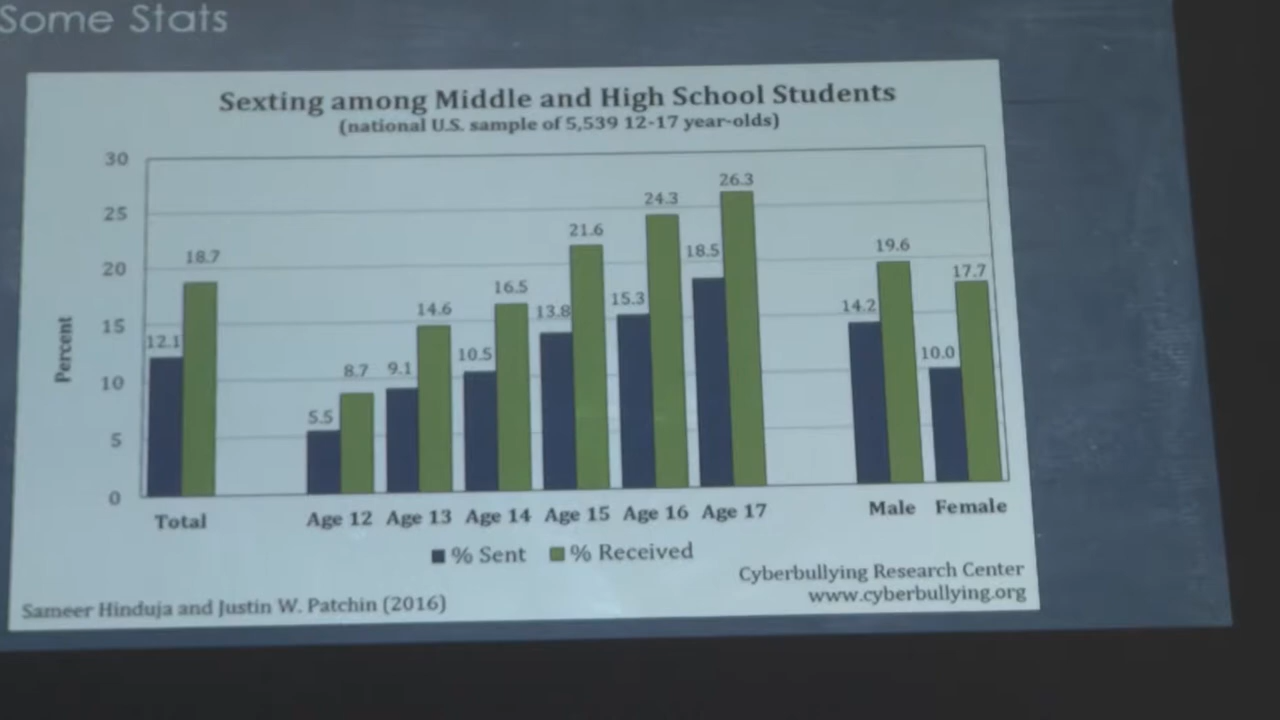 Some Stats
Sexting among Middle and High School Students
(national U.S. sample of 5,539 12-17 year-olds)
30
25
20
15
10
5
0
Percent
12.1 18.7
5.5 8.7
9.1 14.6
10.5 16.5
13.8 21.6
15.3 24.3
18.5 26.3
14.2 19.6
10.0 17.7
Total Age 12 Age 13 Age 14 Age 15 Age 16 Age 17 Male Female
% Sent % Received
Cyberbullying Research Center
www.cyberbullying.org
Sameer Hinduja and Justin W. Patchin (2016)